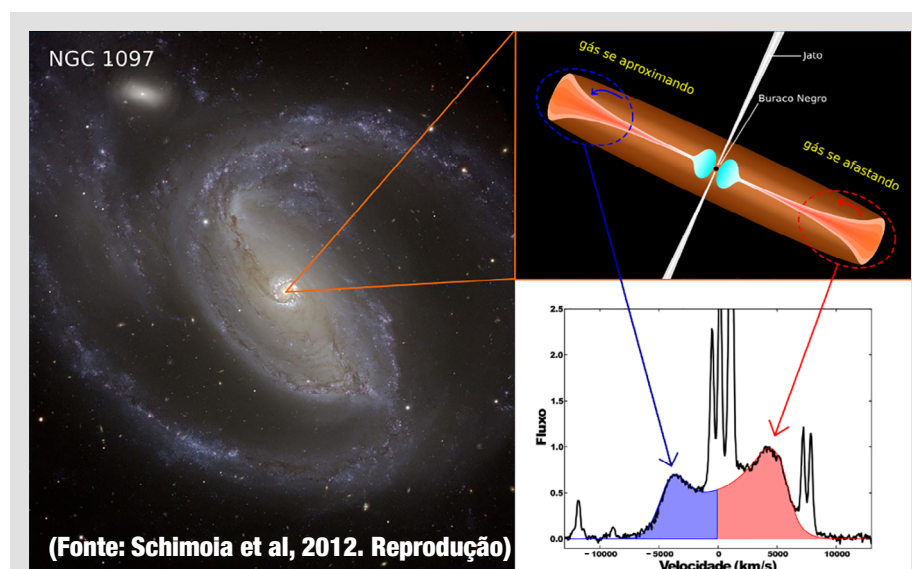 NGC 1097
gás se aproximando
Jato
Buraco Negro
gás se afastando
2.5
2.0
1.5
1.0
0.5
0.0
Fluxo
−10000 −5000 0 5000 10000
Velocidade (km/s)
(Fonte: Schimoia et al, 2012. Reprodução)